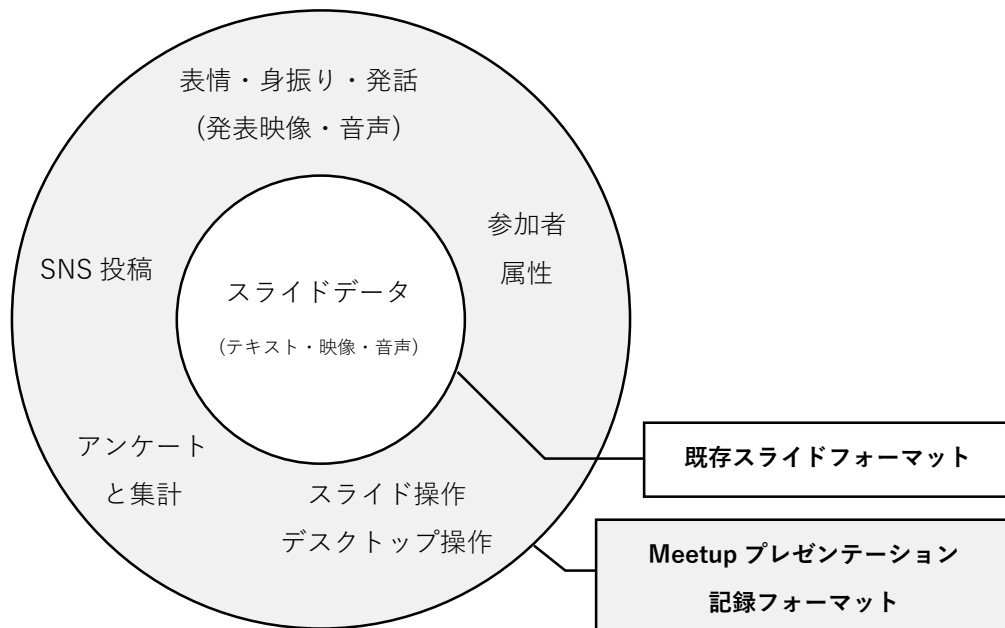 表情・身振り・発話
(発表映像・音声)
参加者
属性
SNS 投稿
スライドデータ
(テキスト・映像・音声)
アンケート
と集計
スライド操作
デスクトップ操作
既存スライドフォーマット
Meetup プレゼンテーション
記録フォーマット